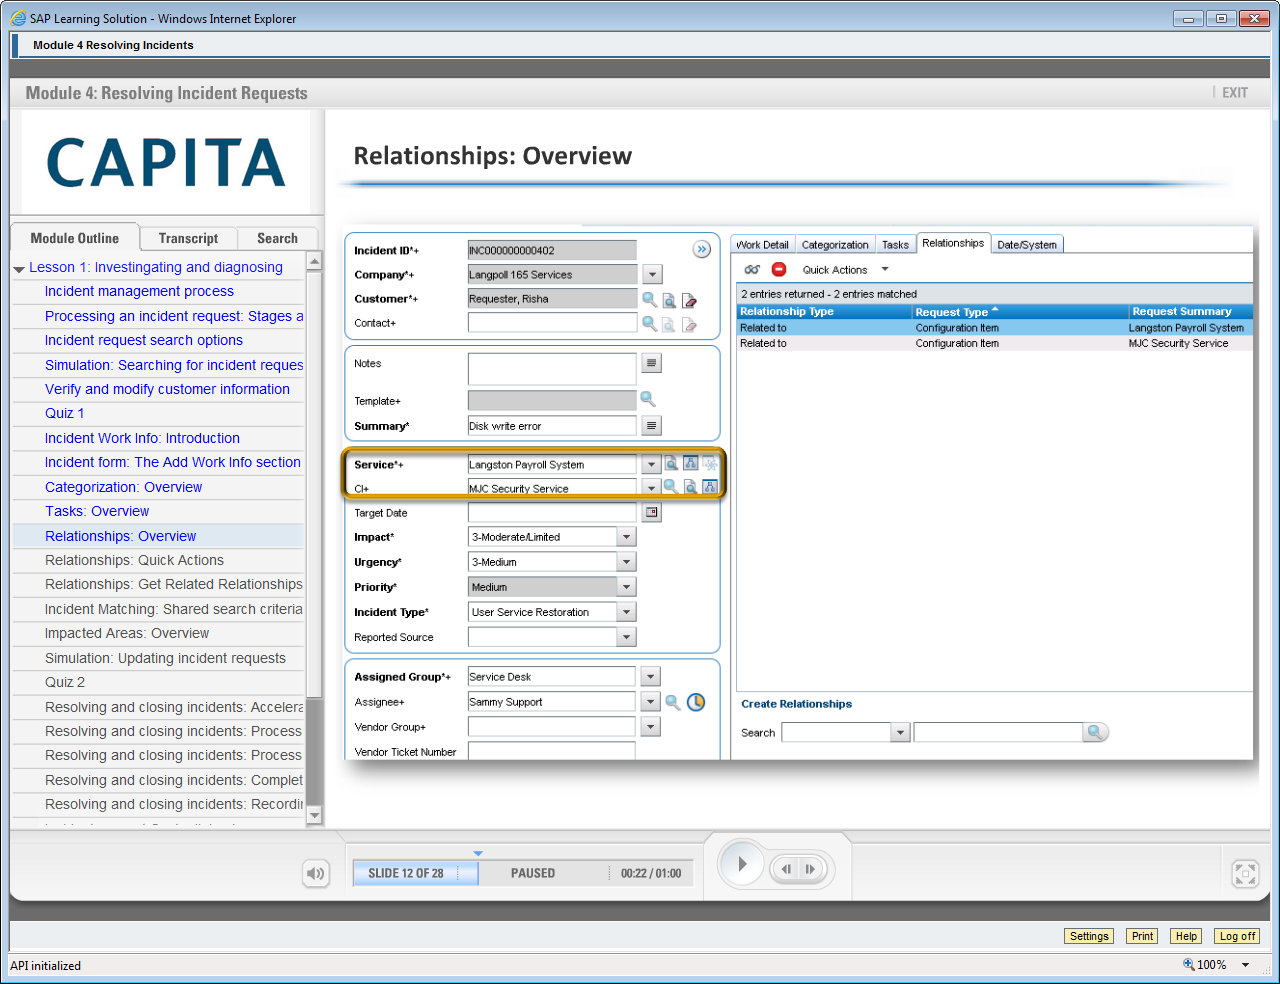 SAP Learning Solution - Windows Internet Explorer
Module 4 Resolving Incidents
Module 4: Resolving Incident Requests
EXIT
CAPITA
Module Outline
Transcript
Search
Lesson 1: Investingating and diagnosing
Incident management process
Processing an incident request: Stages a
Incident request search options
Simulation: Searching for incident reques
Verify and modify customer information
Quiz 1
Incident Work Info: Introduction
Incident form: The Add Work Info section
Categorization: Overview
Tasks: Overview
Relationships: Overview
Relationships: Quick Actions
Relationships: Get Related Relationships
Incident Matching: Shared search criteria
Impacted Areas: Overview
Simulation: Updating incident requests
Quiz 2
Resolving and closing incidents: Accelera
Resolving and closing incidents: Process
Resolving and closing incidents: Process
Resolving and closing incidents: Complet
Resolving and closing incidents: Recordin
Relationships: Overview
Incident ID*+ INC000000000402
Company*+ Langpoll 165 Services
Customer*+ Requester, Risha
Contact+
Notes
Template+
Summary* Disk write error
Service*+ Langston Payroll System
CI+ MJC Security Service
Target Date
Impact* 3-Moderate/Limited
Urgency* 3-Medium
Priority* Medium
Incident Type* User Service Restoration
Reported Source
Assigned Group*+ Service Desk
Assignee+ Sammy Support
Vendor Group+
Vendor Ticket Number
Work Detail Categorization Tasks Relationships Date/System
Quick Actions
2 entries returned - 2 entries matched
Relationship Type Request Type Request Summary
Related to Configuration Item Langston Payroll System
Related to Configuration Item MJC Security Service
Create Relationships
Search
SLIDE 12 OF 28 PAUSED 00:22 / 01:00
Settings Print Help Log off
API initialized
100%